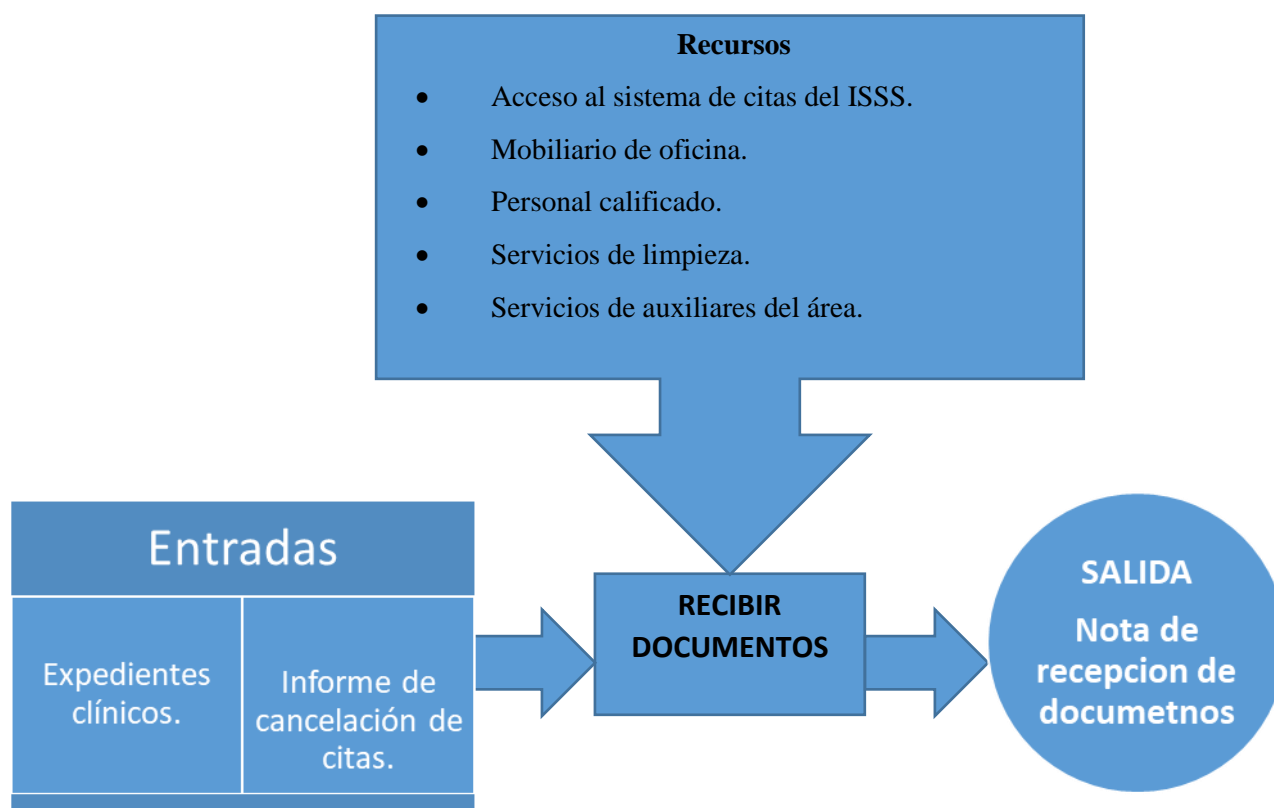 Recursos
• Acceso al sistema de citas del ISSS.
• Mobiliario de oficina.
• Personal calificado.
• Servicios de limpieza.
• Servicios de auxiliares del área.
Entradas
Expedientes
clínicos.
Informe de
cancelación de
citas.
RECIBIR
DOCUMENTOS
SALIDA
Nota de
recepcion de
documetnos